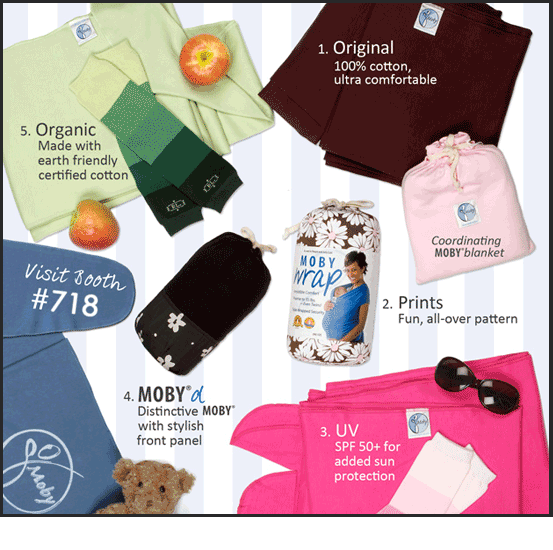 1. Original
100% cotton,
ultra comfortable
5. Organic
Made with
earth friendly
certified cotton
Coordinating
MOBY® blanket
Visit Booth
#718
MOBY
wrap
2. Prints
Fun, all-over pattern
4. MOBY® d
Distinctive MOBY®
with stylish
front panel
3. UV
SPF 50+ for
added sun
protection
Moby